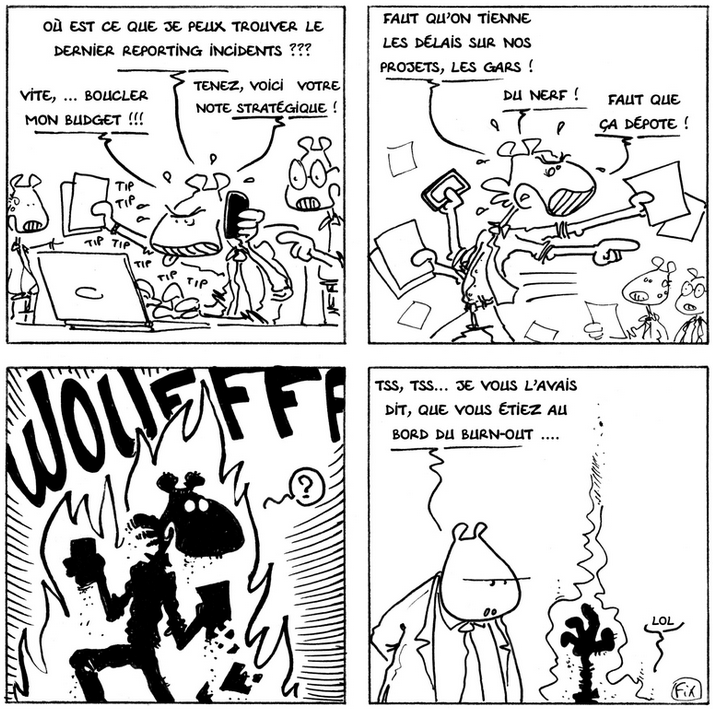 OÙ EST CE QUE JE PEUX TROUVER LE
DERNIER REPORTING INCIDENTS ???
VITE, ... BOUCLER
MON BUDGET !!!
TENEZ, VOICI VOTRE
NOTE STRATÉGIQUE !
TIP
TIP
TIP TIP
TIP
TIP
TIP
FAUT QU'ON TIENNE
LES DÉLAIS SUR NOS
PROJETS, LES GARS !
DU NERF !
FAUT QUE
ÇA DÉPOTE !
WOUFFFF
?
TSS, TSS... JE VOUS L'AVAIS
DIT, QUE VOUS ÉTIEZ AU
BORD DU BURN-OUT ....
LOL
FIX